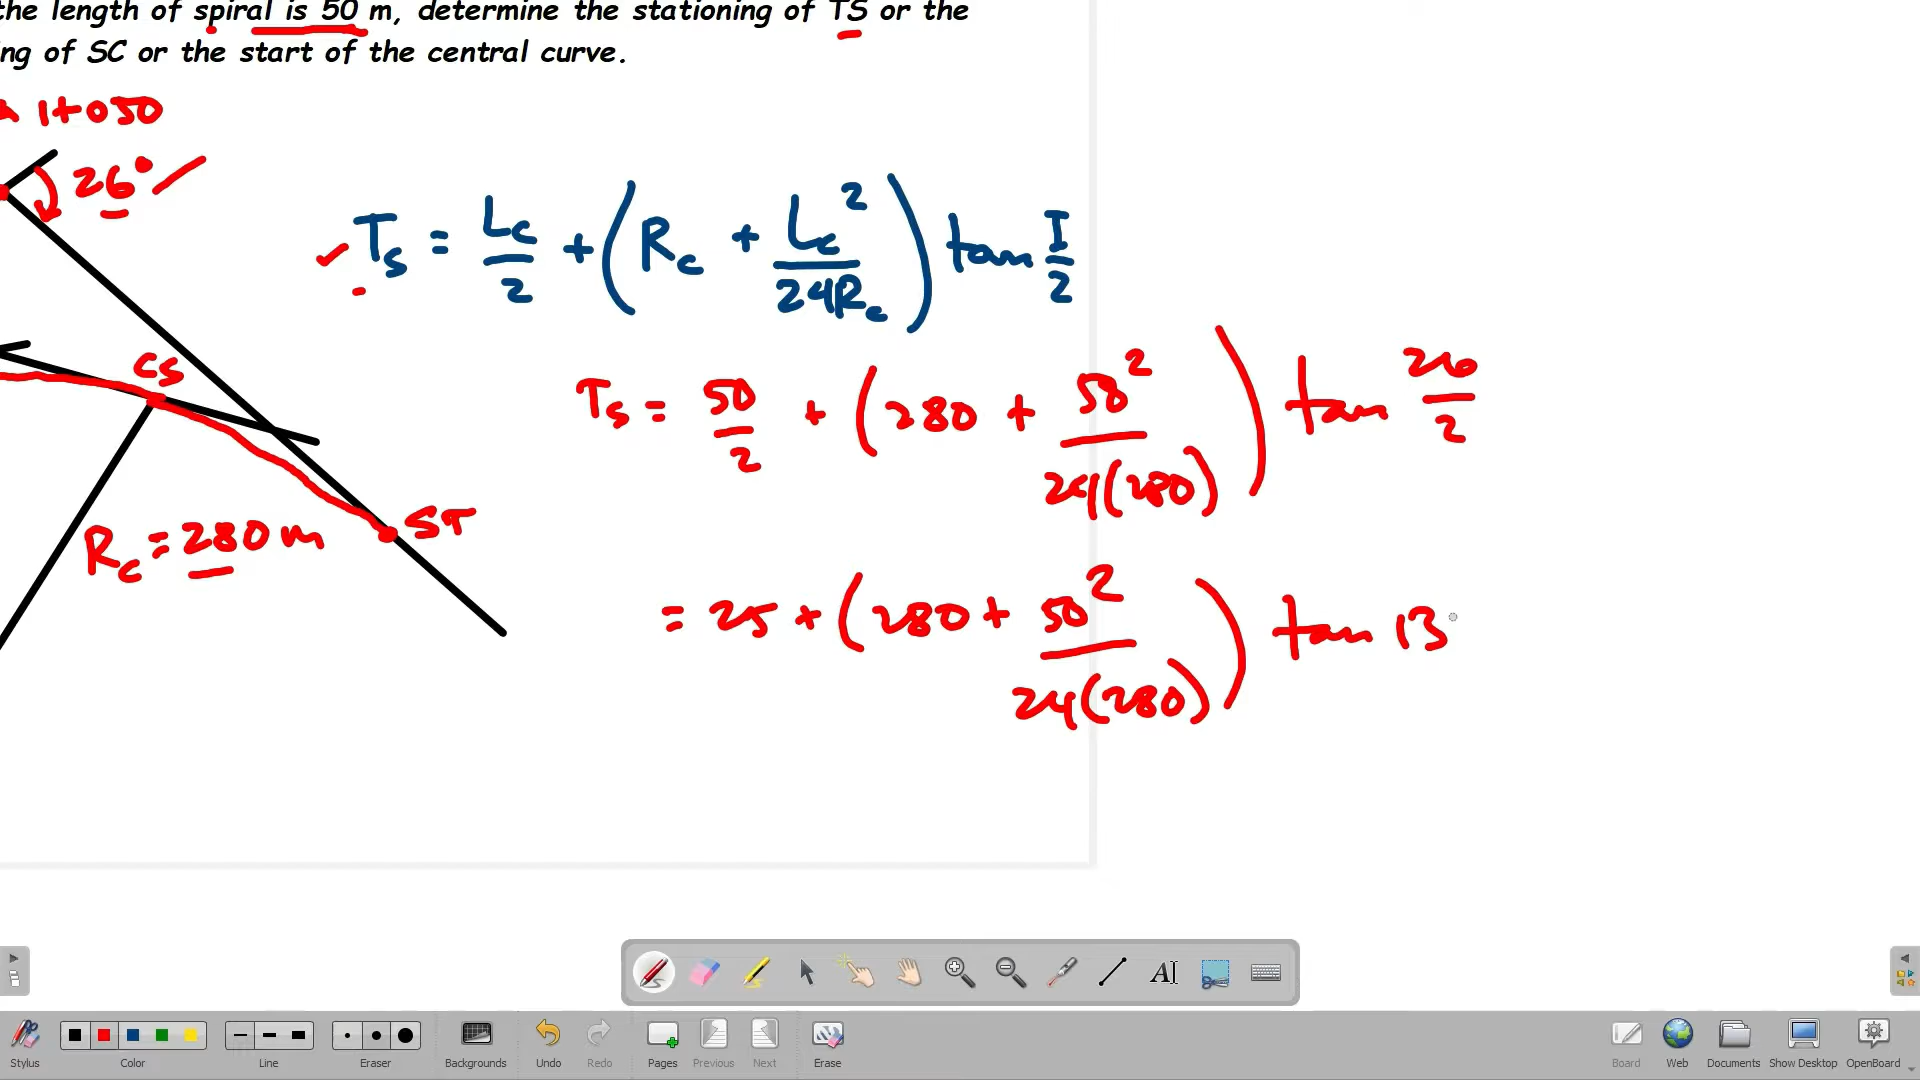 the length of spiral is 50 m, determine the stationing of TS or the
ng of SC or the start of the central curve.
1+050
26°
Ts = Lc/2 + (Rc + Lc²/24Rc) tan I/2
CS
Ts = 50/2 + (280 + 50²/24(280)) tan 26/2
Rc = 280 m
ST
= 25 + (280 + 50²/24(280)) tan 13
Stylus Color Line Eraser Backgrounds Undo Redo Pages Previous Next Erase Board Web Documents Show Desktop OpenBoard